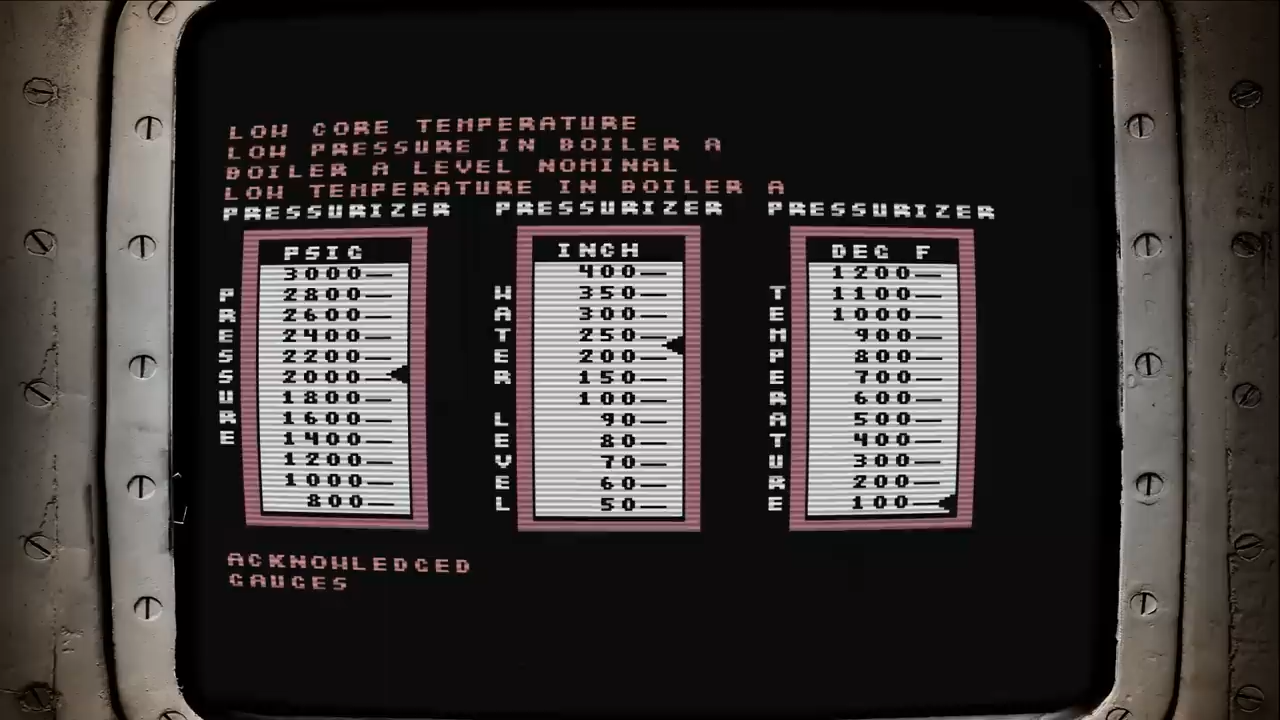 LOW CORE TEMPERATURE
LOW PRESSURE IN BOILER A
BOILER A LEVEL NOMINAL
LOW TEMPERATURE IN BOILER A
PRESSURIZER PRESSURIZER PRESSURIZER
PSIG
3000
2800
2600
2400
2200
2000
1800
1600
1400
1200
1000
800
PRESSURE
INCH
400
350
300
250
200
150
100
90
80
70
60
50
WATER LEVEL
DEG F
1200
1100
1000
900
800
700
600
500
400
300
200
100
TEMPERATURE
ACKNOWLEDGED
GAUGES